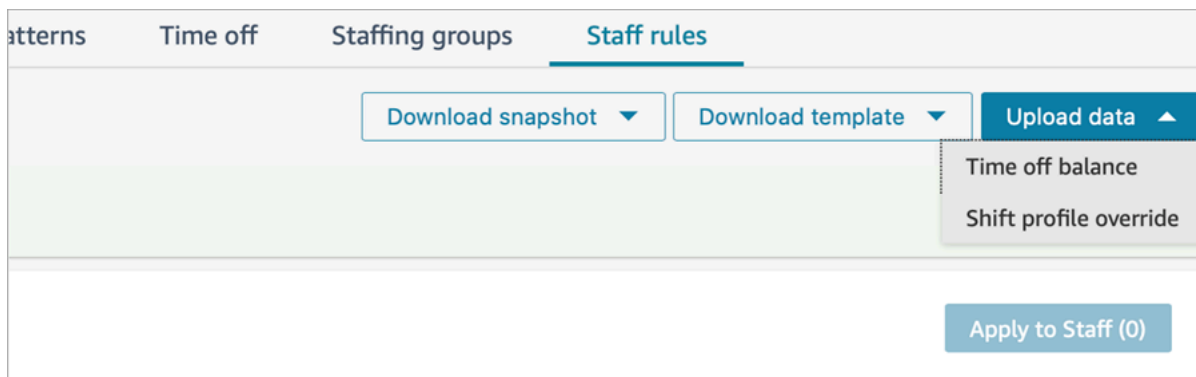 atterns Time off Staffing groups Staff rules
Download snapshot Download template Upload data
Time off balance
Shift profile override
Apply to Staff (0)